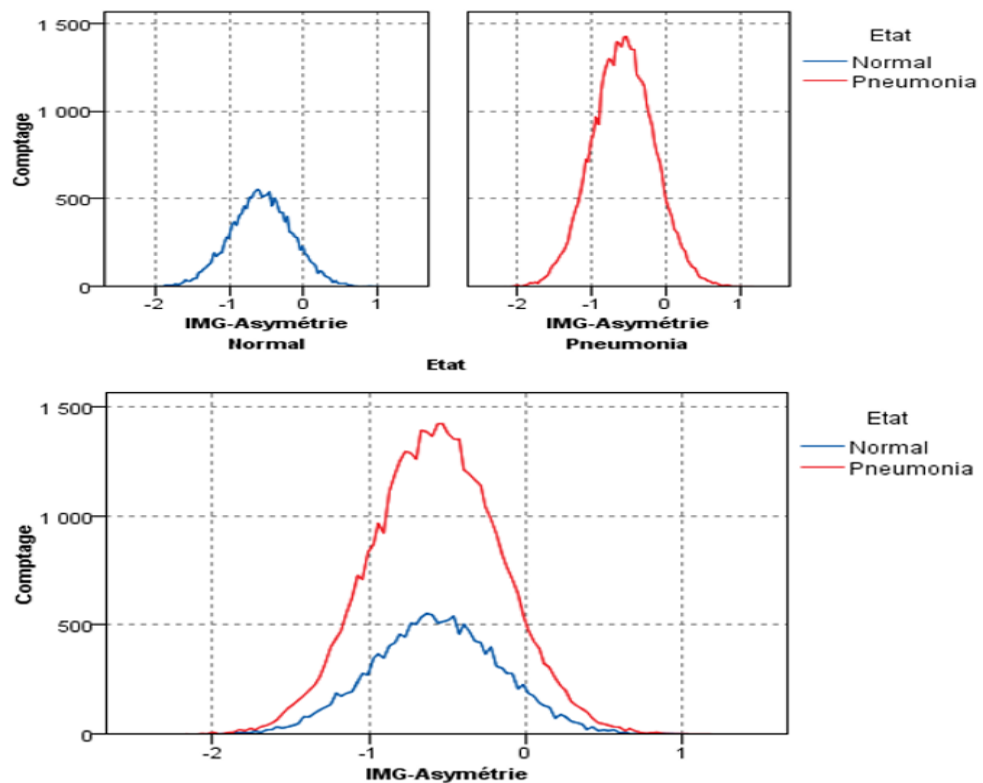 1 500
1 000
500
0
Comptage
-2 -1 0 1
IMG-Asymétrie
Normal
-2 -1 0 1
IMG-Asymétrie
Pneumonia
Etat
Etat
Normal
Pneumonia
1 500
1 000
500
0
Comptage
-2 -1 0 1
IMG-Asymétrie
Etat
Normal
Pneumonia